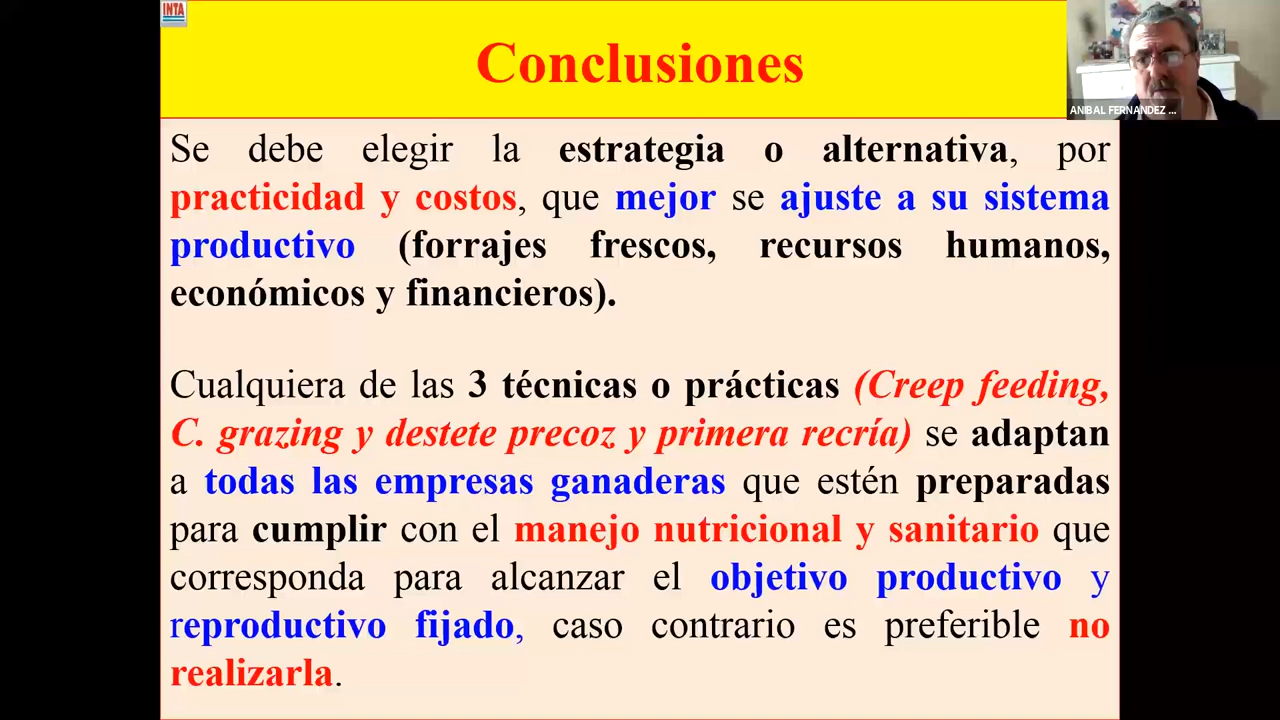 INTA
Conclusiones
ANIBAL FERNANDEZ ...
Se debe elegir la estrategia o alternativa, por
practicidad y costos, que mejor se ajuste a su sistema
productivo (forrajes frescos, recursos humanos,
económicos y financieros).
Cualquiera de las 3 técnicas o prácticas (Creep feeding,
C. grazing y destete precoz y primera recría) se adaptan
a todas las empresas ganaderas que estén preparadas
para cumplir con el manejo nutricional y sanitario que
corresponda para alcanzar el objetivo productivo y
reproductivo fijado, caso contrario es preferible no
realizarla.